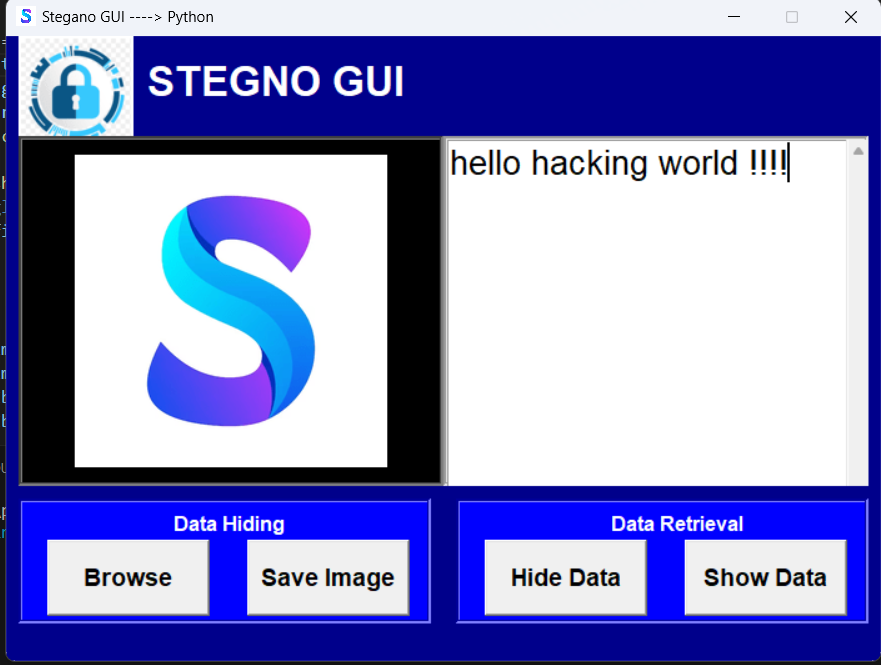 Stegano GUI ----> Python
STEGNO GUI
hello hacking world !!!!
Data Hiding
Browse
Save Image
Data Retrieval
Hide Data
Show Data